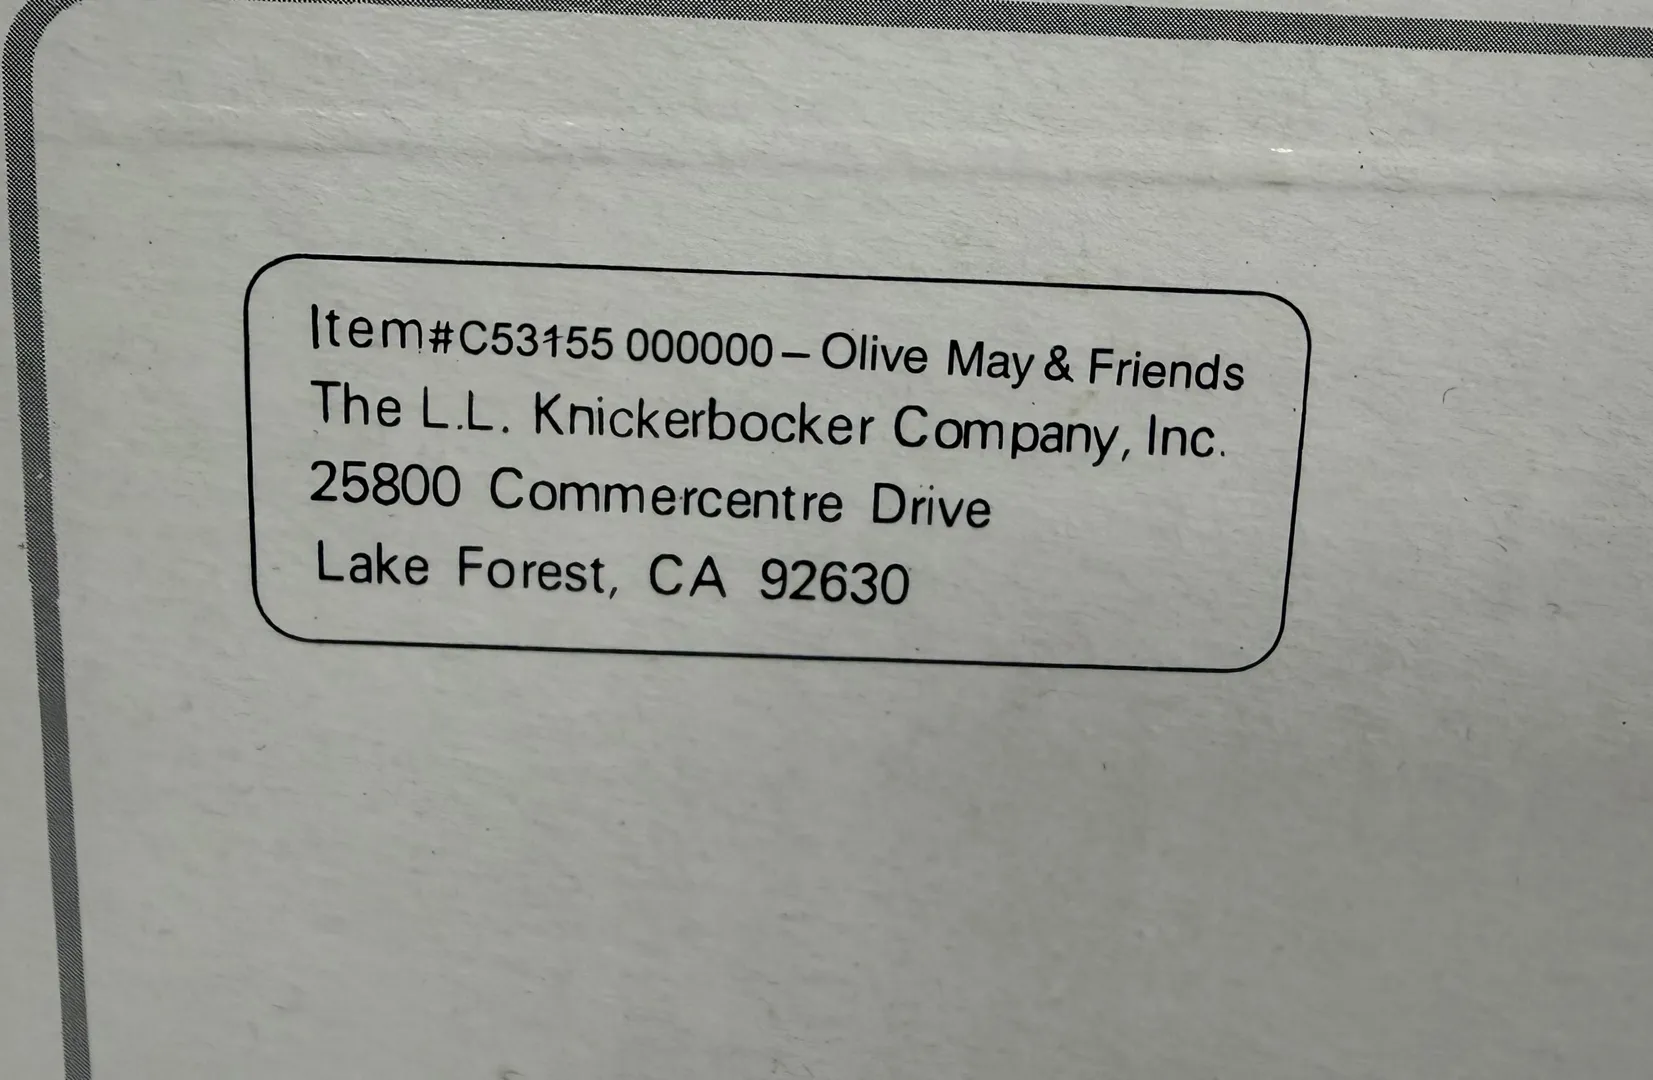 Item#C53155 000000 – Olive May & Friends
The L.L. Knickerbocker Company, Inc.
25800 Commercentre Drive
Lake Forest, CA 92630